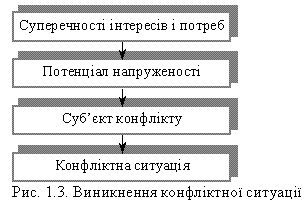 Суперечності інтересів і потреб
Потенціал напруженості
Суб’єкт конфлікту
Конфліктна ситуація
Рис. 1.3. Виникнення конфліктної ситуації